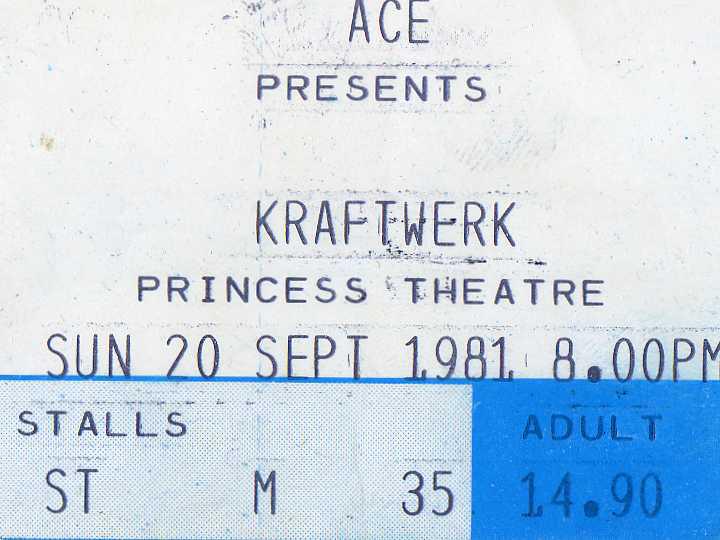 ACE
PRESENTS
KRAFTWERK
PRINCESS THEATRE
SUN 20 SEPT 1981 8.00PM
STALLS ADULT
ST M 35 14.90